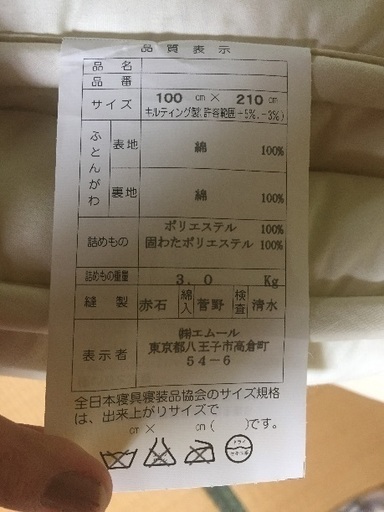 品質表示
品名
品番
サイズ 100 ㎝ × 210 ㎝
キルティング製(許容範囲+5%,-3%)
ふとんがわ 表地 綿 100%
裏地 綿 100%
詰めもの ポリエステル 100%
固わたポリエステル 100%
詰めもの重量 3.0 Kg
縫製 赤石 綿入 菅野 検査 清水
表示者 ㈱エムール
東京都八王子市高倉町
54-6
全日本寝具寝装品協会のサイズ規格
は、出来上がりサイズで
㎝ × ㎝ ( )です。
ドライ
セキユ系